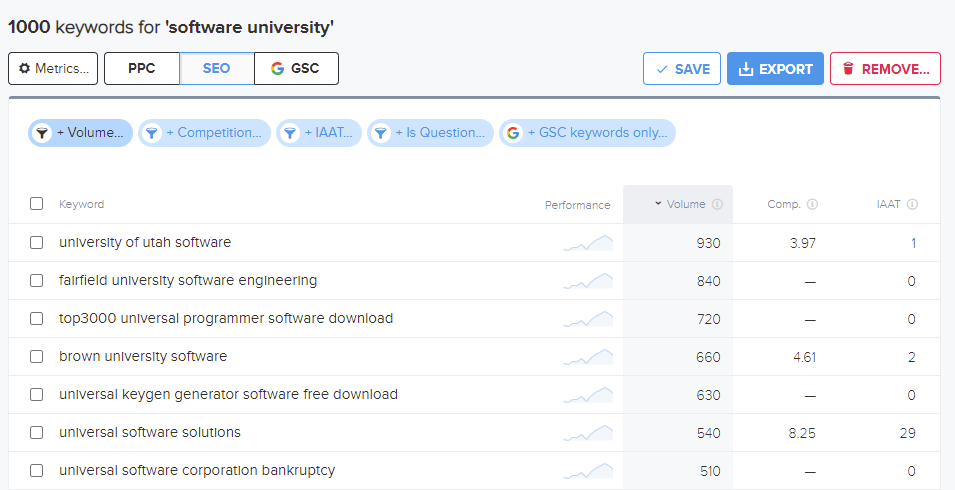 1000 keywords for 'software university'
Metrics... PPC SEO GSC SAVE EXPORT REMOVE...
+ Volume... + Competition... + IAAT... + Is Question... + GSC keywords only...
Keyword Performance Volume Comp. IAAT
university of utah software 930 3.97 1
fairfield university software engineering 840 — 0
top3000 universal programmer software download 720 — 0
brown university software 660 4.61 2
universal keygen generator software free download 630 — 0
universal software solutions 540 8.25 29
universal software corporation bankruptcy 510 — 0